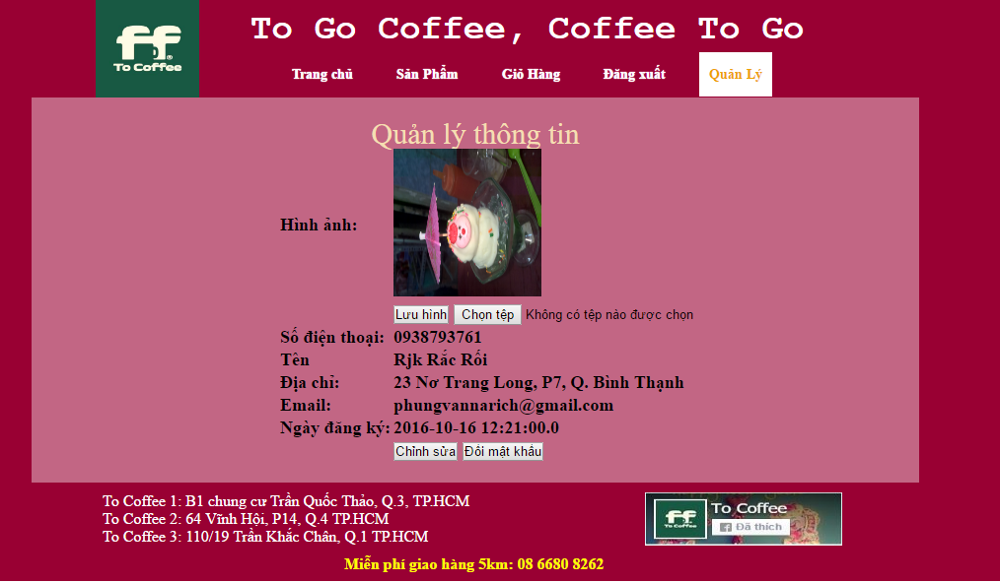 To Go Coffee, Coffee To Go
ff®
To Coffee
Trang chủ Sản Phẩm Giỏ Hàng Đăng xuất Quản Lý
Quản lý thông tin
Hình ảnh:
Lưu hình Chọn tệp Không có tệp nào được chọn
Số điện thoại: 0938793761
Tên Rjk Rắc Rối
Địa chỉ: 23 Nơ Trang Long, P7, Q. Bình Thạnh
Email: phungvannarich@gmail.com
Ngày đăng ký: 2016-10-16 12:21:00.0
Chỉnh sửa Đổi mật khẩu
To Coffee 1: B1 chung cư Trần Quốc Thảo, Q.3, TP.HCM
To Coffee 2: 64 Vĩnh Hội, P14, Q.4 TP.HCM
To Coffee 3: 110/19 Trần Khắc Chân, Q.1 TP.HCM
ff
To Coffee
To Coffee
Đã thích
Miễn phí giao hàng 5km: 08 6680 8262